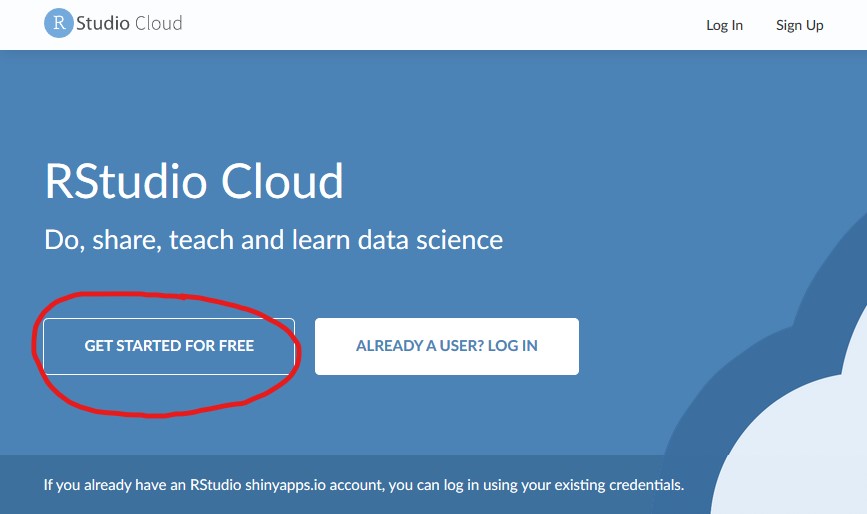 R Studio Cloud
Log In
Sign Up
RStudio Cloud
Do, share, teach and learn data science
GET STARTED FOR FREE
ALREADY A USER? LOG IN
If you already have an RStudio shinyapps.io account, you can log in using your existing credentials.